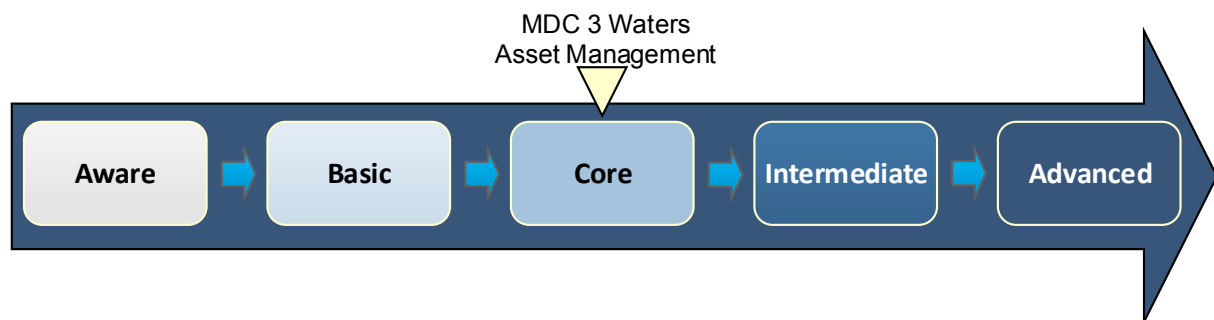 MDC 3 Waters
Asset Management
Aware Basic Core Intermediate Advanced